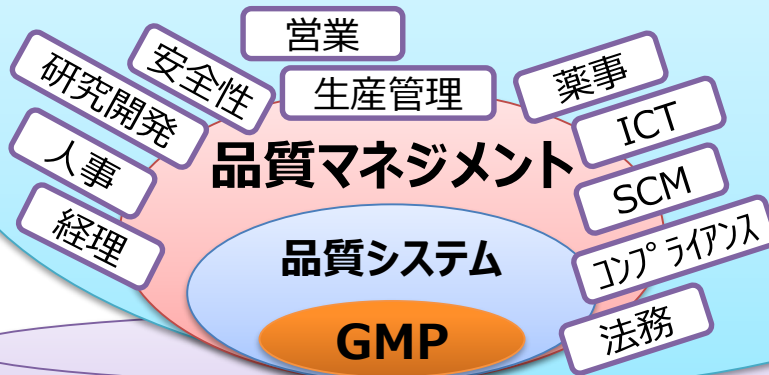 営業
生産管理
安全性
研究開発
人事
経理
薬事
ICT
SCM
ｺﾝﾌﾟﾗｲｱﾝｽ
法務
品質マネジメント
品質システム
GMP